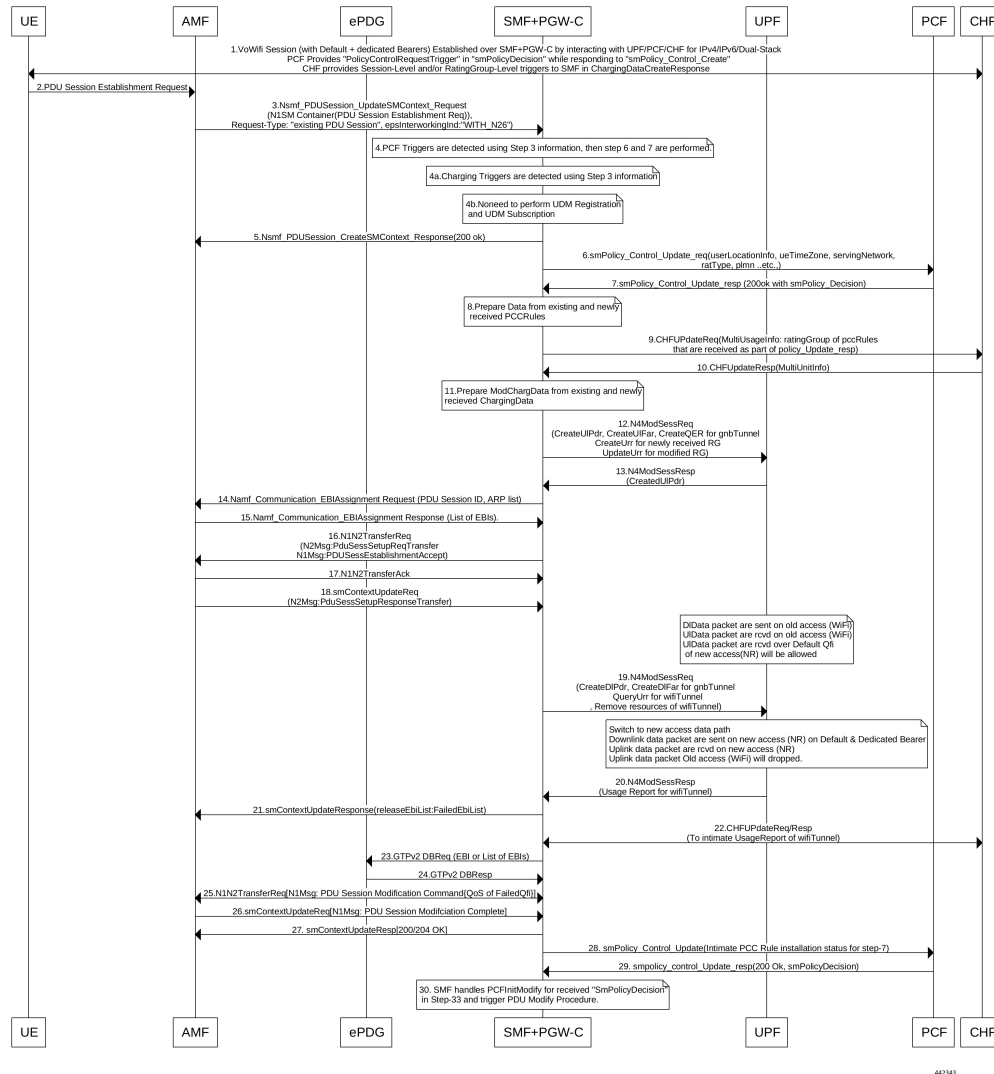 UE AMF ePDG SMF+PGW-C UPF PCF CHF
1.VoWifi Session (with Default + dedicated Bearers) Established over SMF+PGW-C by interacting with UPF/PCF/CHF for IPv4/IPv6/Dual-Stack
PCF Provides "PolicyControlRequestTrigger" in "smPolicyDecision" while responding to "smPolicy_Control_Create"
CHF provides Session-Level and/or RatingGroup-Level triggers to SMF in ChargingDataCreateResponse
2.PDU Session Establishment Request
3.Nsmf_PDUSession_UpdateSMContext_Request
(N1SM Container(PDU Session Establishment Req)),
Request-Type: "existing PDU Session", epsInterworkingInd:"WITH_N26")
4.PCF Triggers are detected using Step 3 information, then step 6 and 7 are performed.
4a.Charging Triggers are detected using Step 3 information
4b.Noneed to perform UDM Registration
and UDM Subscription
5.Nsmf_PDUSession_CreateSMContext_Response(200 ok)
6.smPolicy_Control_Update_req(userLocationInfo, ueTimeZone, servingNetwork,
ratType, plmn ..etc.,)
7.smPolicy_Control_Update_resp (200ok with smPolicy_Decision)
8.Prepare Data from existing and newly
received PCCRules
9.CHFUPdateReq(MultiUsageInfo: ratingGroup of pccRules
that are received as part of policy_Update_resp)
10.CHFUpdateResp(MultiUnitInfo)
11.Prepare ModChargData from existing and newly
recieved ChargingData
12.N4ModSessReq
(CreateUlPdr, CreateUlFar, CreateQER for gnbTunnel
CreateUrr for newly received RG
UpdateUrr for modified RG)
13.N4ModSessResp
(CreatedUlPdr)
14.Namf_Communication_EBIAssignment Request (PDU Session ID, ARP list)
15.Namf_Communication_EBIAssignment Response (List of EBIs).
16.N1N2TransferReq
(N2Msg:PduSessSetupReqTransfer
N1Msg:PDUSessEstablishmentAccept)
17.N1N2TransferAck
18.smContextUpdateReq
(N2Msg:PduSessSetupResponseTransfer)
DlData packet are sent on old access (WiFi)
UlData packet are rcvd on old access (WiFi)
UlData packet are rcvd over Default Qfi
of new access(NR) will be allowed
19.N4ModSessReq
(CreateDlPdr, CreateDlFar for gnbTunnel
QueryUrr for wifiTunnel
, Remove resources of wifiTunnel)
Switch to new access data path
Downlink data packet are sent on new access (NR) on Default & Dedicated Bearer
Uplink data packet are rcvd on new access (NR)
Uplink data packet Old access (WiFi) will dropped.
20.N4ModSessResp
(Usage Report for wifiTunnel)
21.smContextUpdateResponse(releaseEbiList:FailedEbiList)
22.CHFUPdateReq/Resp
(To intimate UsageReport of wifiTunnel)
23.GTPv2 DBReq (EBI or List of EBIs)
24.GTPv2 DBResp
25.N1N2TransferReq[N1Msg: PDU Session Modification Command{QoS of FailedQfi}]
26.smContextUpdateReq[N1Msg: PDU Session Modifciation Complete]
27. smContextUpdateResp[200/204 OK]
28. smPolicy_Control_Update(Intimate PCC Rule installation status for step-7)
29. smpolicy_control_Update_resp(200 Ok, smPolicyDecision)
30. SMF handles PCFInitModify for received "SmPolicyDecision"
in Step-33 and trigger PDU Modify Procedure.
UE AMF ePDG SMF+PGW-C UPF PCF CHF
442343